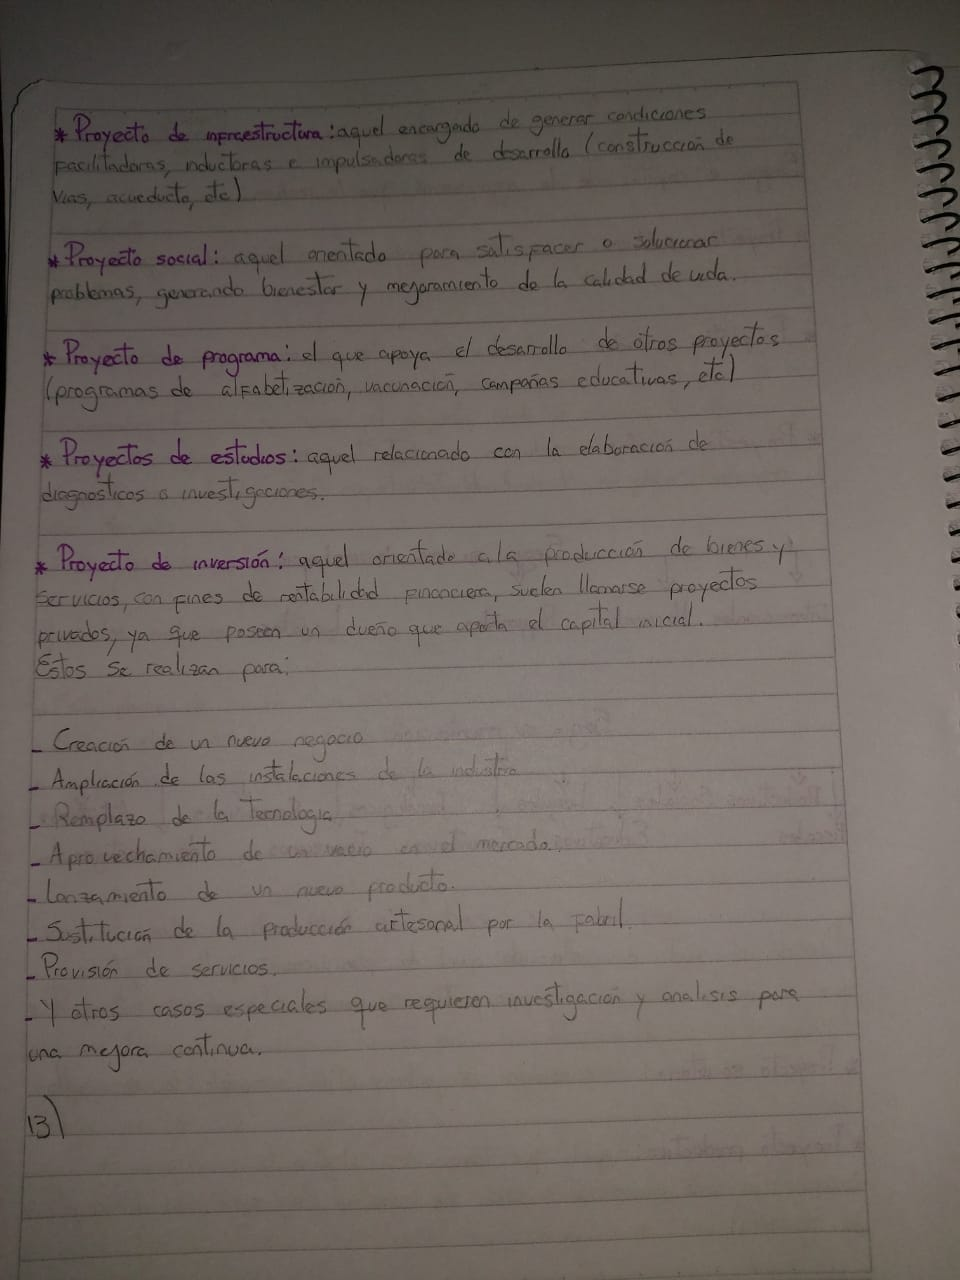 * Proyecto de infraestructura: aquel encargado de generar condiciones
facilitadoras, inductoras e impulsadoras de desarrollo (construcción de
vias, acueducto, etc)
* Proyecto social: aquel orientado para satisfacer o solucionar
problemas, generando bienestar y mejoramiento de la calidad de vida.
* Proyecto de programa: el que apoya el desarrollo de otros proyectos
(programas de alfabetización, vacunación, campañas educativas, etc)
* Proyectos de estudios: aquel relacionado con la elaboración de
diagnosticos o investigaciones.
* Proyecto de inversión: aquel orientado a la producción de bienes y
servicios, con fines de rentabilidad financiera, suelen llamarse proyectos
privados, ya que poseen un dueño que aporta el capital inicial.
Estos se realizan para:
- Creación de un nuevo negocio
- Ampliación de las instalaciones de la industria
- Remplazo de la Tecnologia
- Aprovechamiento de un vacio en el mercado.
- Lanzamiento de un nuevo producto.
- Sustitución de la producción artesanal por la fabril.
- Provisión de servicios.
- Y otros casos especiales que requieren investigación y analisis para
una mejora continua.
13)